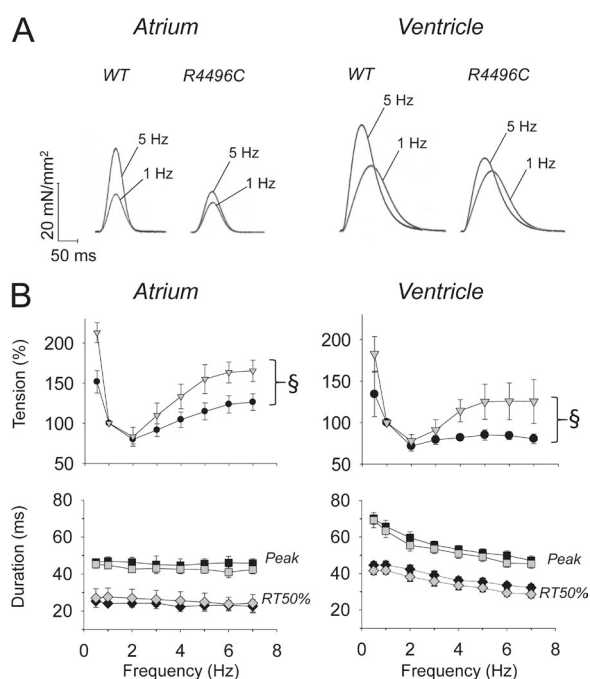 A
Atrium
Ventricle
WT
R4496C
WT
R4496C
5 Hz
1 Hz
5 Hz
1 Hz
5 Hz
1 Hz
5 Hz
1 Hz
20 mN/mm²
50 ms
B
Atrium
Ventricle
Tension (%)
200
150
100
50
§
200
150
100
50
§
Duration (ms)
80
60
40
20
Peak
RT50%
80
60
40
20
Peak
RT50%
0 2 4 6 8
Frequency (Hz)
0 2 4 6 8
Frequency (Hz)